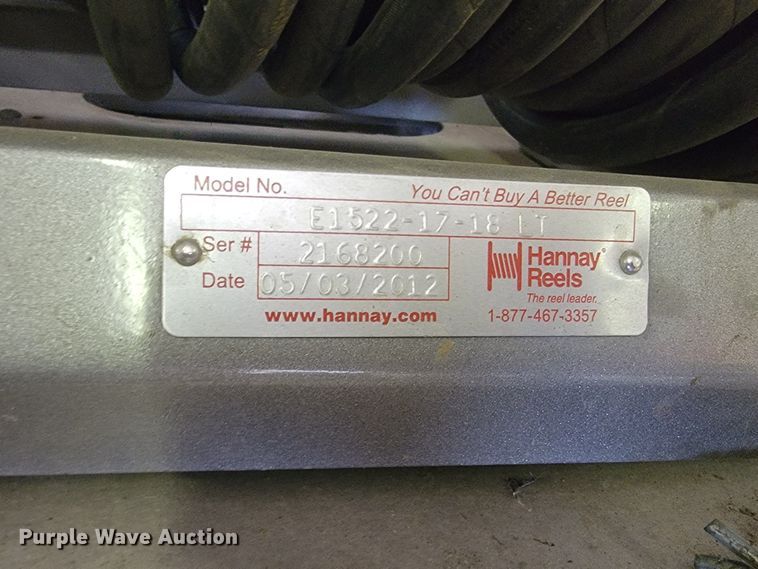 Model No.
You Can't Buy A Better Reel
E1522-17-18 LT
Ser # 2168200
Hannay®
Reels
Date 05/03/2012
The reel leader.
www.hannay.com
1-877-467-3357
Purple Wave Auction